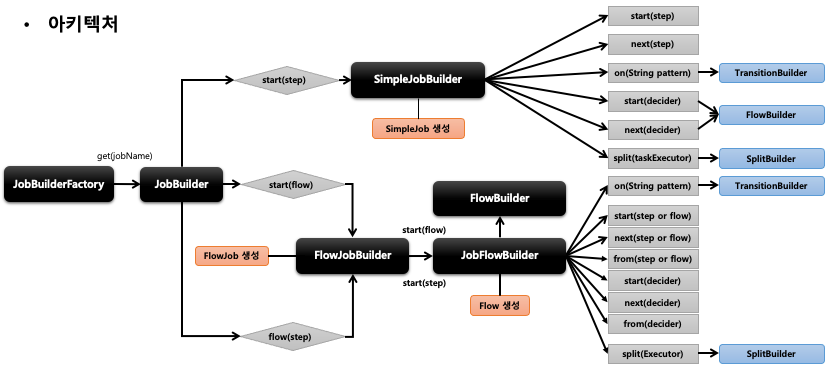 • 아키텍처
start(step)
next(step)
on(String pattern)
TransitionBuilder
start(decider)
FlowBuilder
next(decider)
split(taskExecutor)
SplitBuilder
start(step)
SimpleJobBuilder
SimpleJob 생성
get(jobName)
JobBuilderFactory
JobBuilder
start(flow)
FlowBuilder
on(String pattern)
TransitionBuilder
start(step or flow)
next(step or flow)
from(step or flow)
start(decider)
next(decider)
from(decider)
split(Executor)
SplitBuilder
start(flow)
FlowJob 생성
FlowJobBuilder
JobFlowBuilder
start(step)
Flow 생성
flow(step)